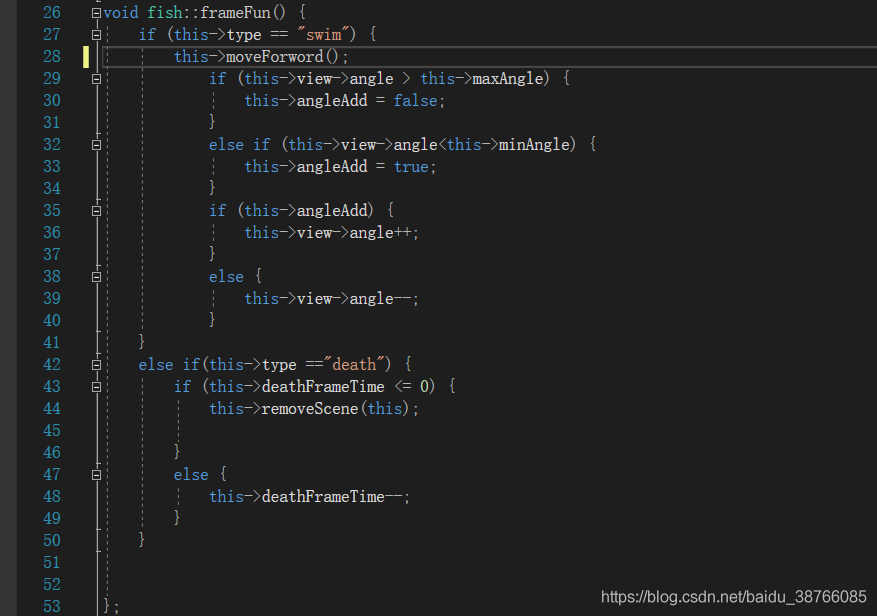 26 void fish::frameFun() {
27 if (this->type == "swim") {
28 this->moveForword();
29 if (this->view->angle > this->maxAngle) {
30 this->angleAdd = false;
31 }
32 else if (this->view->angle<this->minAngle) {
33 this->angleAdd = true;
34 }
35 if (this->angleAdd) {
36 this->view->angle++;
37 }
38 else {
39 this->view->angle--;
40 }
41 }
42 else if(this->type =="death") {
43 if (this->deathFrameTime <= 0) {
44 this->removeScene(this);
45
46 }
47 else {
48 this->deathFrameTime--;
49 }
50 }
51
52
53 };
https://blog.csdn.net/baidu_38766085